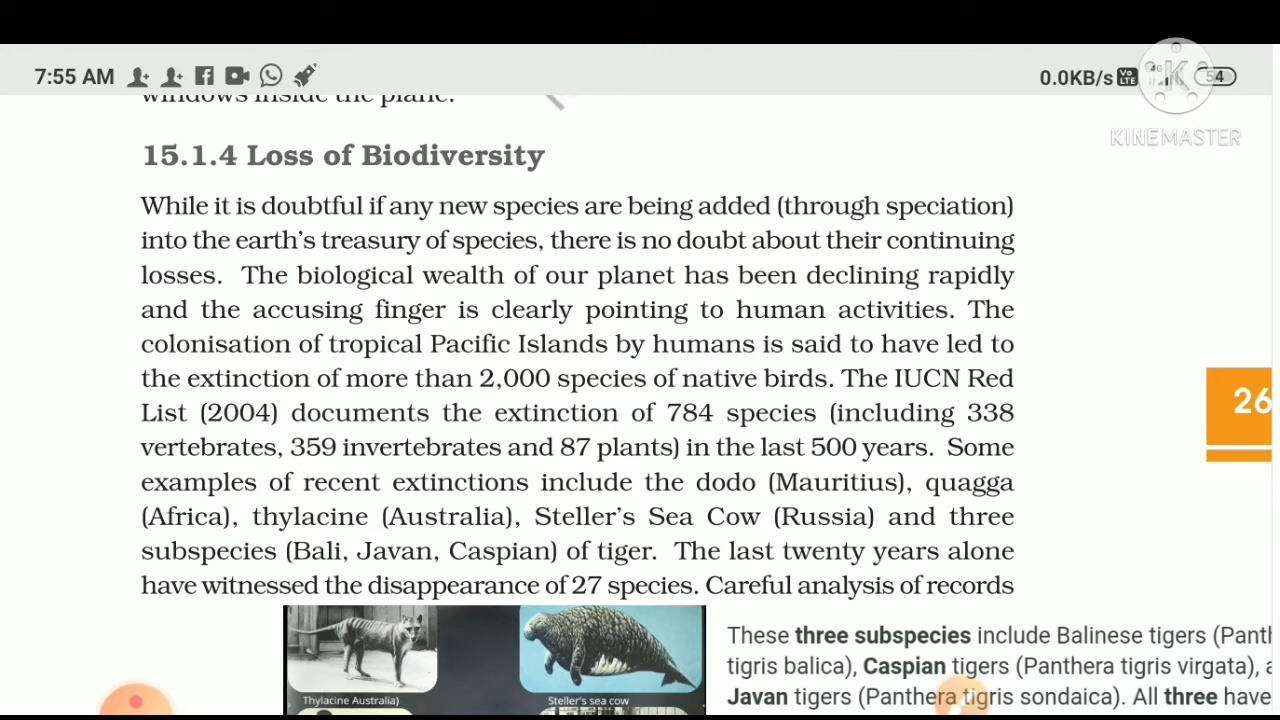 7:55 AM
0.0KB/s Vo LTE 4G 54
K
KINEMASTER
windows inside the plane.
15.1.4 Loss of Biodiversity
While it is doubtful if any new species are being added (through speciation)
into the earth's treasury of species, there is no doubt about their continuing
losses. The biological wealth of our planet has been declining rapidly
and the accusing finger is clearly pointing to human activities. The
colonisation of tropical Pacific Islands by humans is said to have led to
the extinction of more than 2,000 species of native birds. The IUCN Red
List (2004) documents the extinction of 784 species (including 338
vertebrates, 359 invertebrates and 87 plants) in the last 500 years. Some
examples of recent extinctions include the dodo (Mauritius), quagga
(Africa), thylacine (Australia), Steller's Sea Cow (Russia) and three
subspecies (Bali, Javan, Caspian) of tiger. The last twenty years alone
have witnessed the disappearance of 27 species. Careful analysis of records
26
Thylacine Australia)
Steller's sea cow
These three subspecies include Balinese tigers (Pant
tigris balica), Caspian tigers (Panthera tigris virgata), a
Javan tigers (Panthera tigris sondaica). All three have